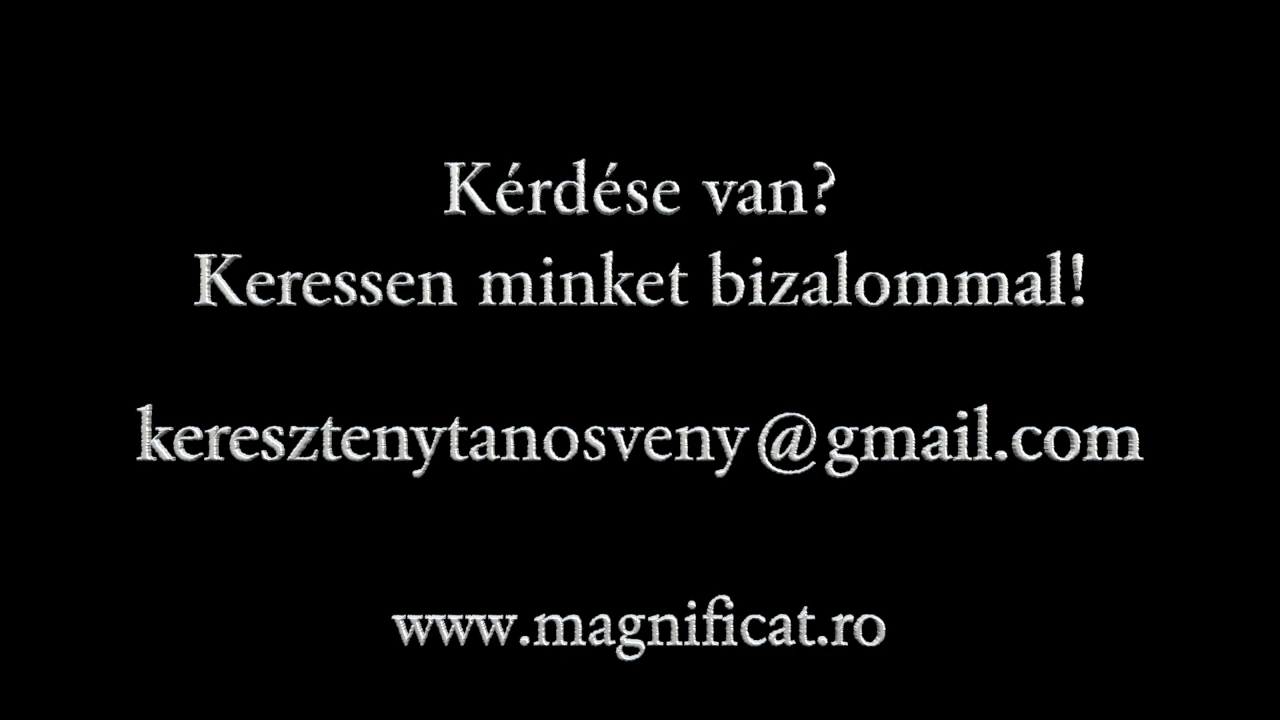 Kérdése van?
Keressen minket bizalommal!
keresztenytanosveny@gmail.com
www.magnificat.ro